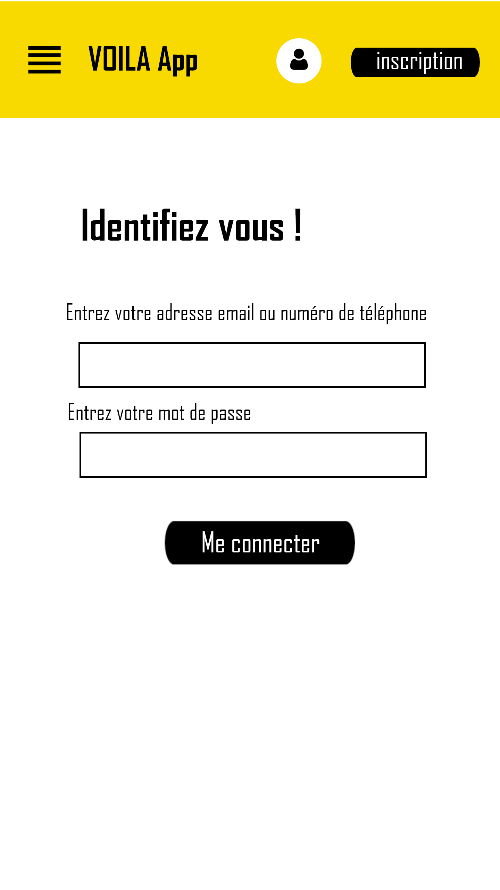 VOILA App
inscription
Identifiez vous !
Entrez votre adresse email ou numéro de téléphone
Entrez votre mot de passe
Me connecter